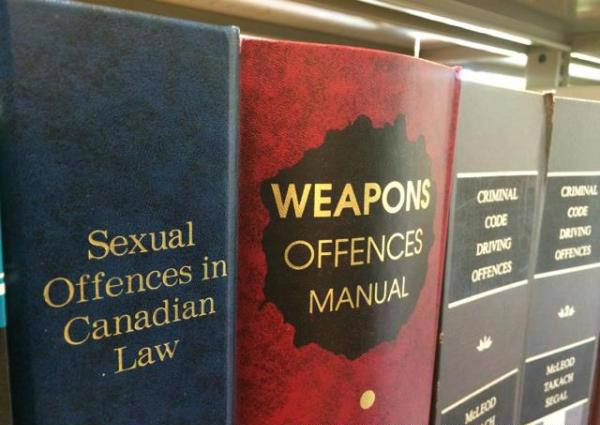 Sexual
Offences in
Canadian
Law
WEAPONS
OFFENCES
MANUAL
CRIMINAL
CODE
DRIVING
OFFENCES
McLEOD
CRIMINAL
CODE
DRIVING
OFFENCES
McLEOD
TAKACH
SEGAL